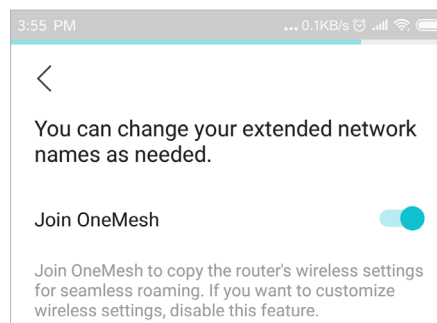 3:55 PM ... 0.1KB/s
You can change your extended network
names as needed.
Join OneMesh
Join OneMesh to copy the router's wireless settings
for seamless roaming. If you want to customize
wireless settings, disable this feature.